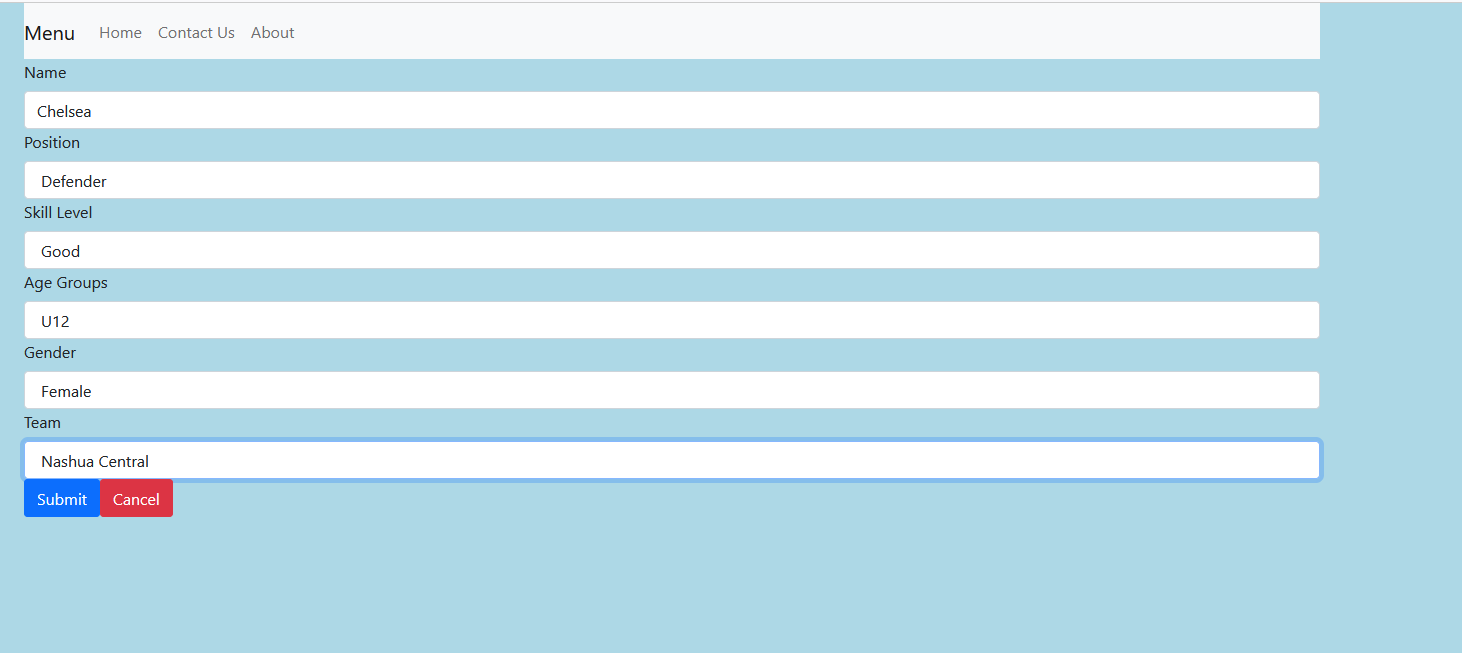 Menu Home Contact Us About
Name
Chelsea
Position
Defender
Skill Level
Good
Age Groups
U12
Gender
Female
Team
Nashua Central
Submit Cancel